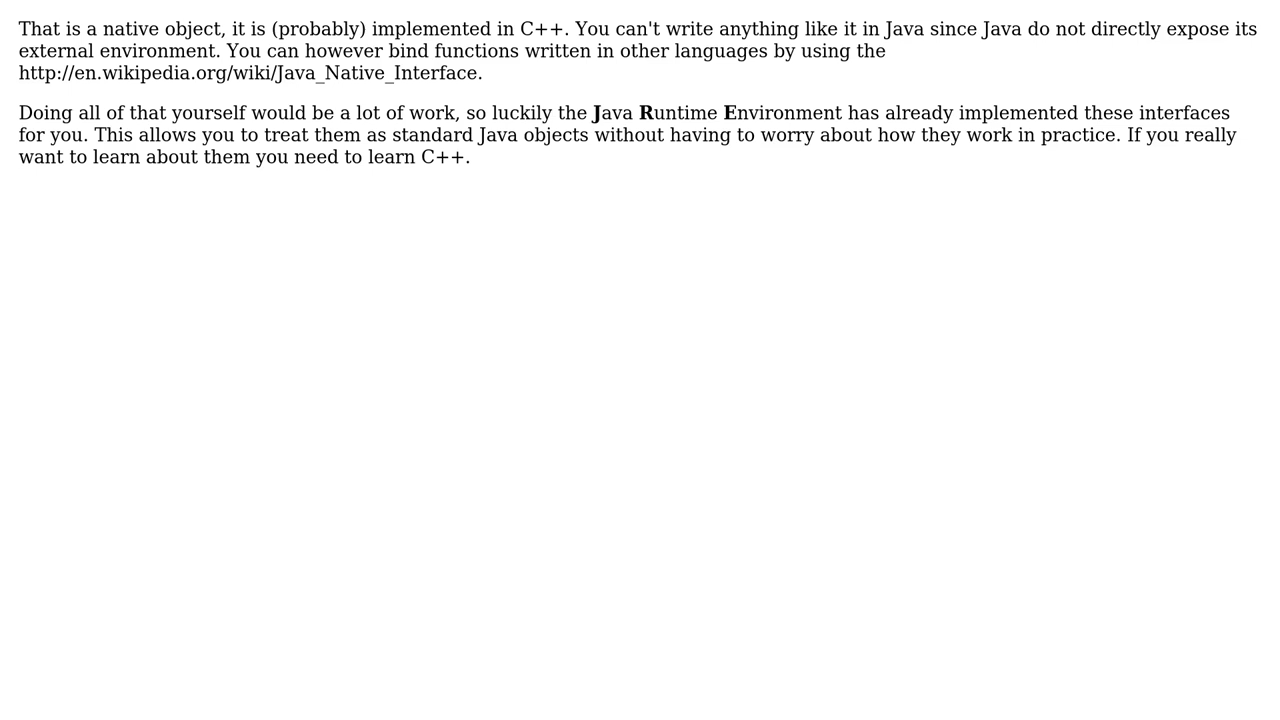 That is a native object, it is (probably) implemented in C++. You can't write anything like it in Java since Java do not directly expose its
external environment. You can however bind functions written in other languages by using the
http://en.wikipedia.org/wiki/Java_Native_Interface.
Doing all of that yourself would be a lot of work, so luckily the Java Runtime Environment has already implemented these interfaces
for you. This allows you to treat them as standard Java objects without having to worry about how they work in practice. If you really
want to learn about them you need to learn C++.